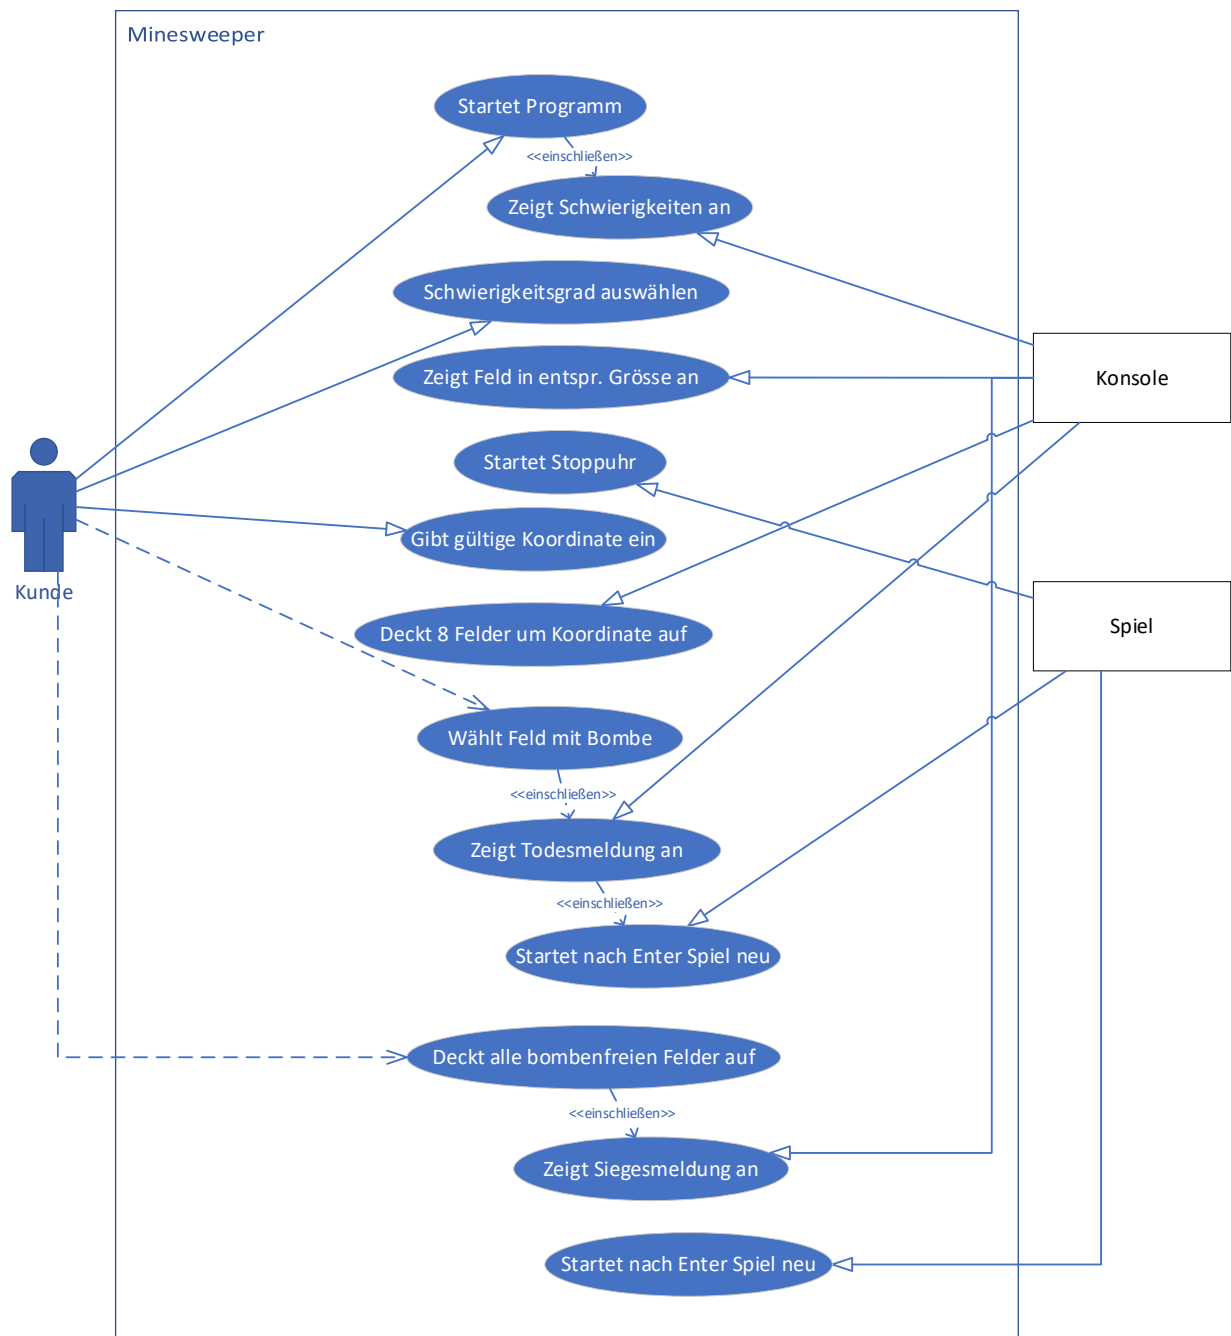 Minesweeper
Startet Programm
<<einschließen>>
Zeigt Schwierigkeiten an
Schwierigkeitsgrad auswählen
Zeigt Feld in entspr. Grösse an
Konsole
Startet Stoppuhr
Gibt gültige Koordinate ein
Kunde
Spiel
Deckt 8 Felder um Koordinate auf
Wählt Feld mit Bombe
<<einschließen>>
Zeigt Todesmeldung an
<<einschließen>>
Startet nach Enter Spiel neu
Deckt alle bombenfreien Felder auf
<<einschließen>>
Zeigt Siegesmeldung an
Startet nach Enter Spiel neu